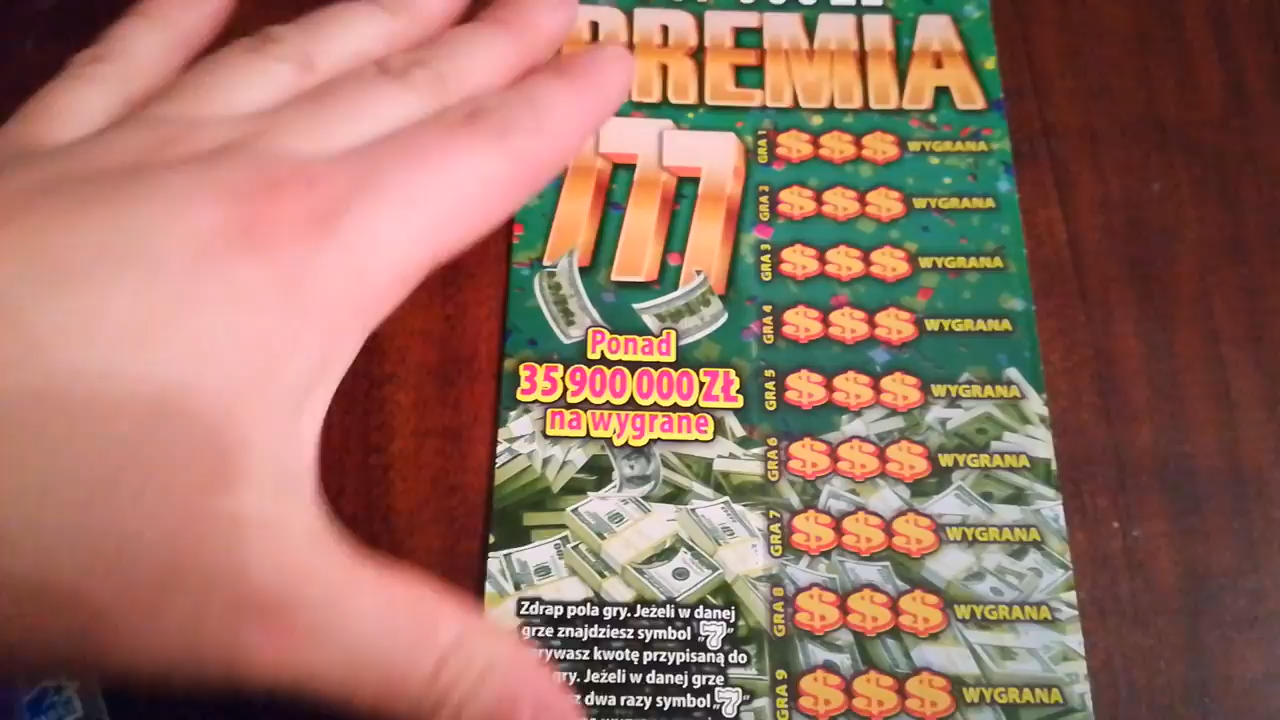 PREMIA
777
GRA 1 $ $ $ WYGRANA
GRA 2 $ $ $ WYGRANA
GRA 3 $ $ $ WYGRANA
GRA 4 $ $ $ WYGRANA
GRA 5 $ $ $ WYGRANA
GRA 6 $ $ $ WYGRANA
GRA 7 $ $ $ WYGRANA
GRA 8 $ $ $ WYGRANA
GRA 9 $ $ $ WYGRANA
Ponad
35 900 000 ZŁ
na wygrane
Zdrap pola gry. Jeżeli w danej
grze znajdziesz symbol „7”
kwotę przypisaną do
gry. Jeżeli w danej grze
dwa razy symbol „7”